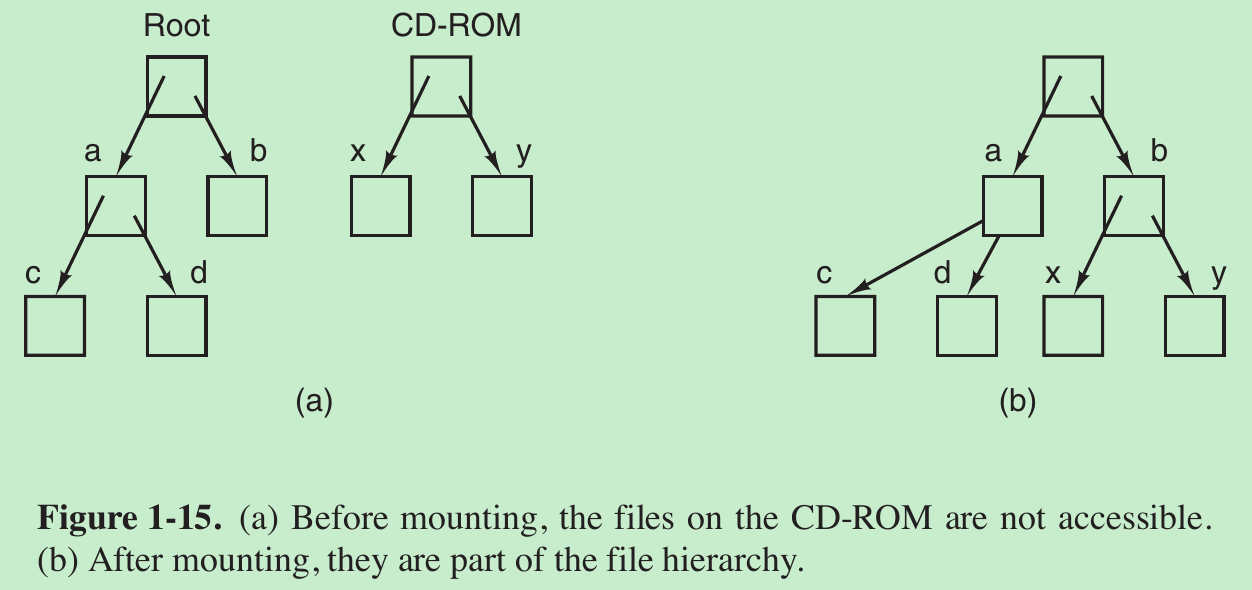 Root CD-ROM
a b x y a b
c d c d x y
(a) (b)
Figure 1-15. (a) Before mounting, the files on the CD-ROM are not accessible.
(b) After mounting, they are part of the file hierarchy.